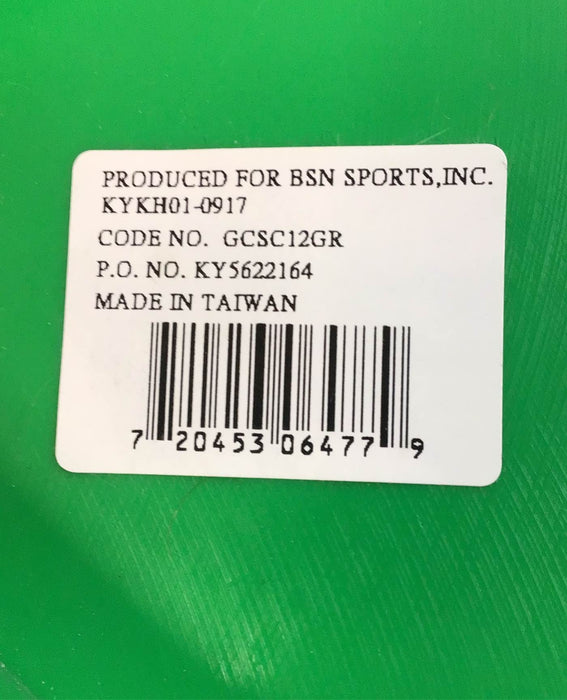 PRODUCED FOR BSN SPORTS,INC.
KYKH01-0917
CODE NO. GCSC12GR
P.O. NO. KY5622164
MADE IN TAIWAN
7 20453 06477 9